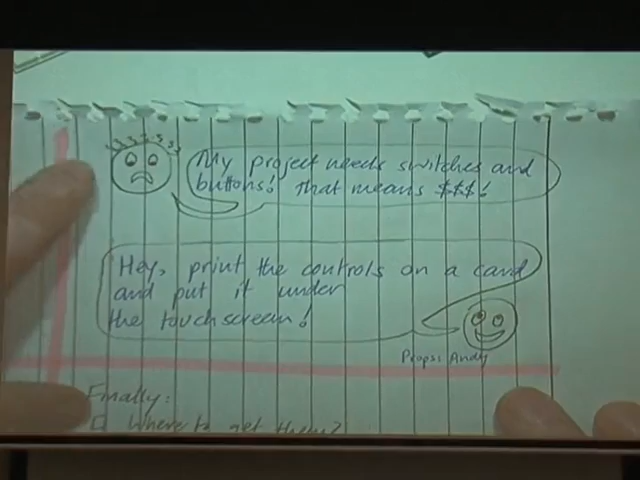 My project needs switches and
buttons! that means $$$!
Hey, print the controls on a card
and put it under
the touchscreen!
Props: Andy
Finally:
Where to get them?